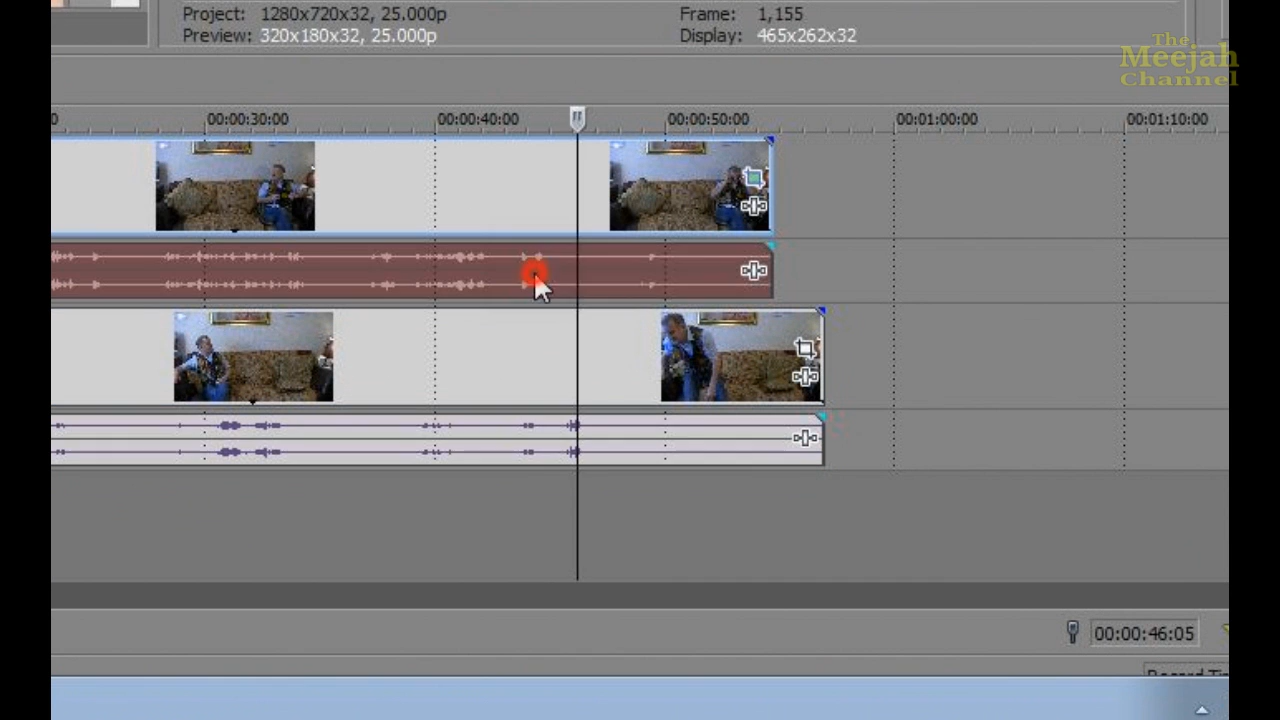 Project: 1280x720x32, 25.000p
Frame: 1,155
Preview: 320x180x32, 25.000p
Display: 465x262x32
The
Meejah
Channel
0
00:00:30:00
00:00:40:00
00:00:50:00
00:01:00:00
00:01:10:00
00:00:46:05